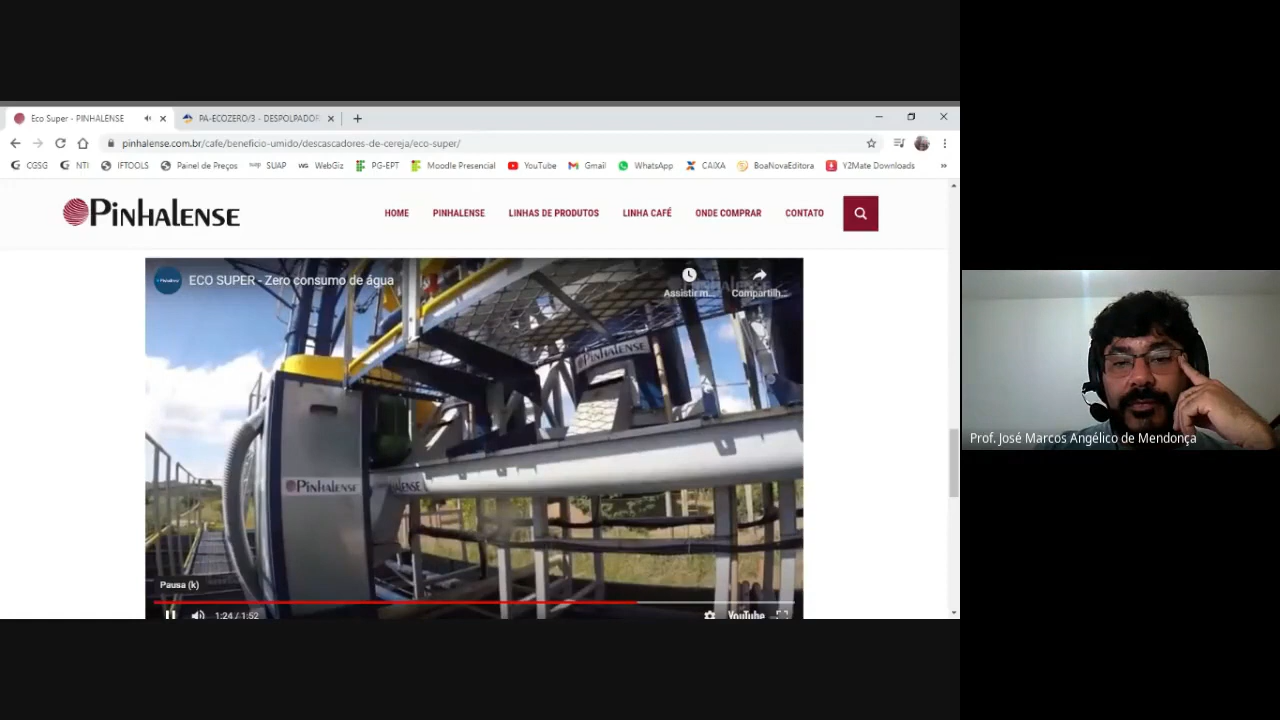 Eco Super - PINHALENSE
PA-ECOZERO/3 - DESPOLPADOR
pinhalense.com.br/cafe/beneficio-umido/descascadores-de-cereja/eco-super/
CGSG NTI IFTOOLS Painel de Preços SUAP WebGiz PG-EPT Moodle Presencial YouTube Gmail WhatsApp CAIXA BoaNovaEditora Y2Mate Downloads »
PINHALENSE
HOME PINHALENSE LINHAS DE PRODUTOS LINHA CAFÉ ONDE COMPRAR CONTATO
ECO SUPER - Zero consumo de água
Assistir m... Compartilh...
PINHALENSE
PINHALENSE
Prof. José Marcos Angélico de Mendonça
Pausa (k)
1:24 / 1:52
YouTube